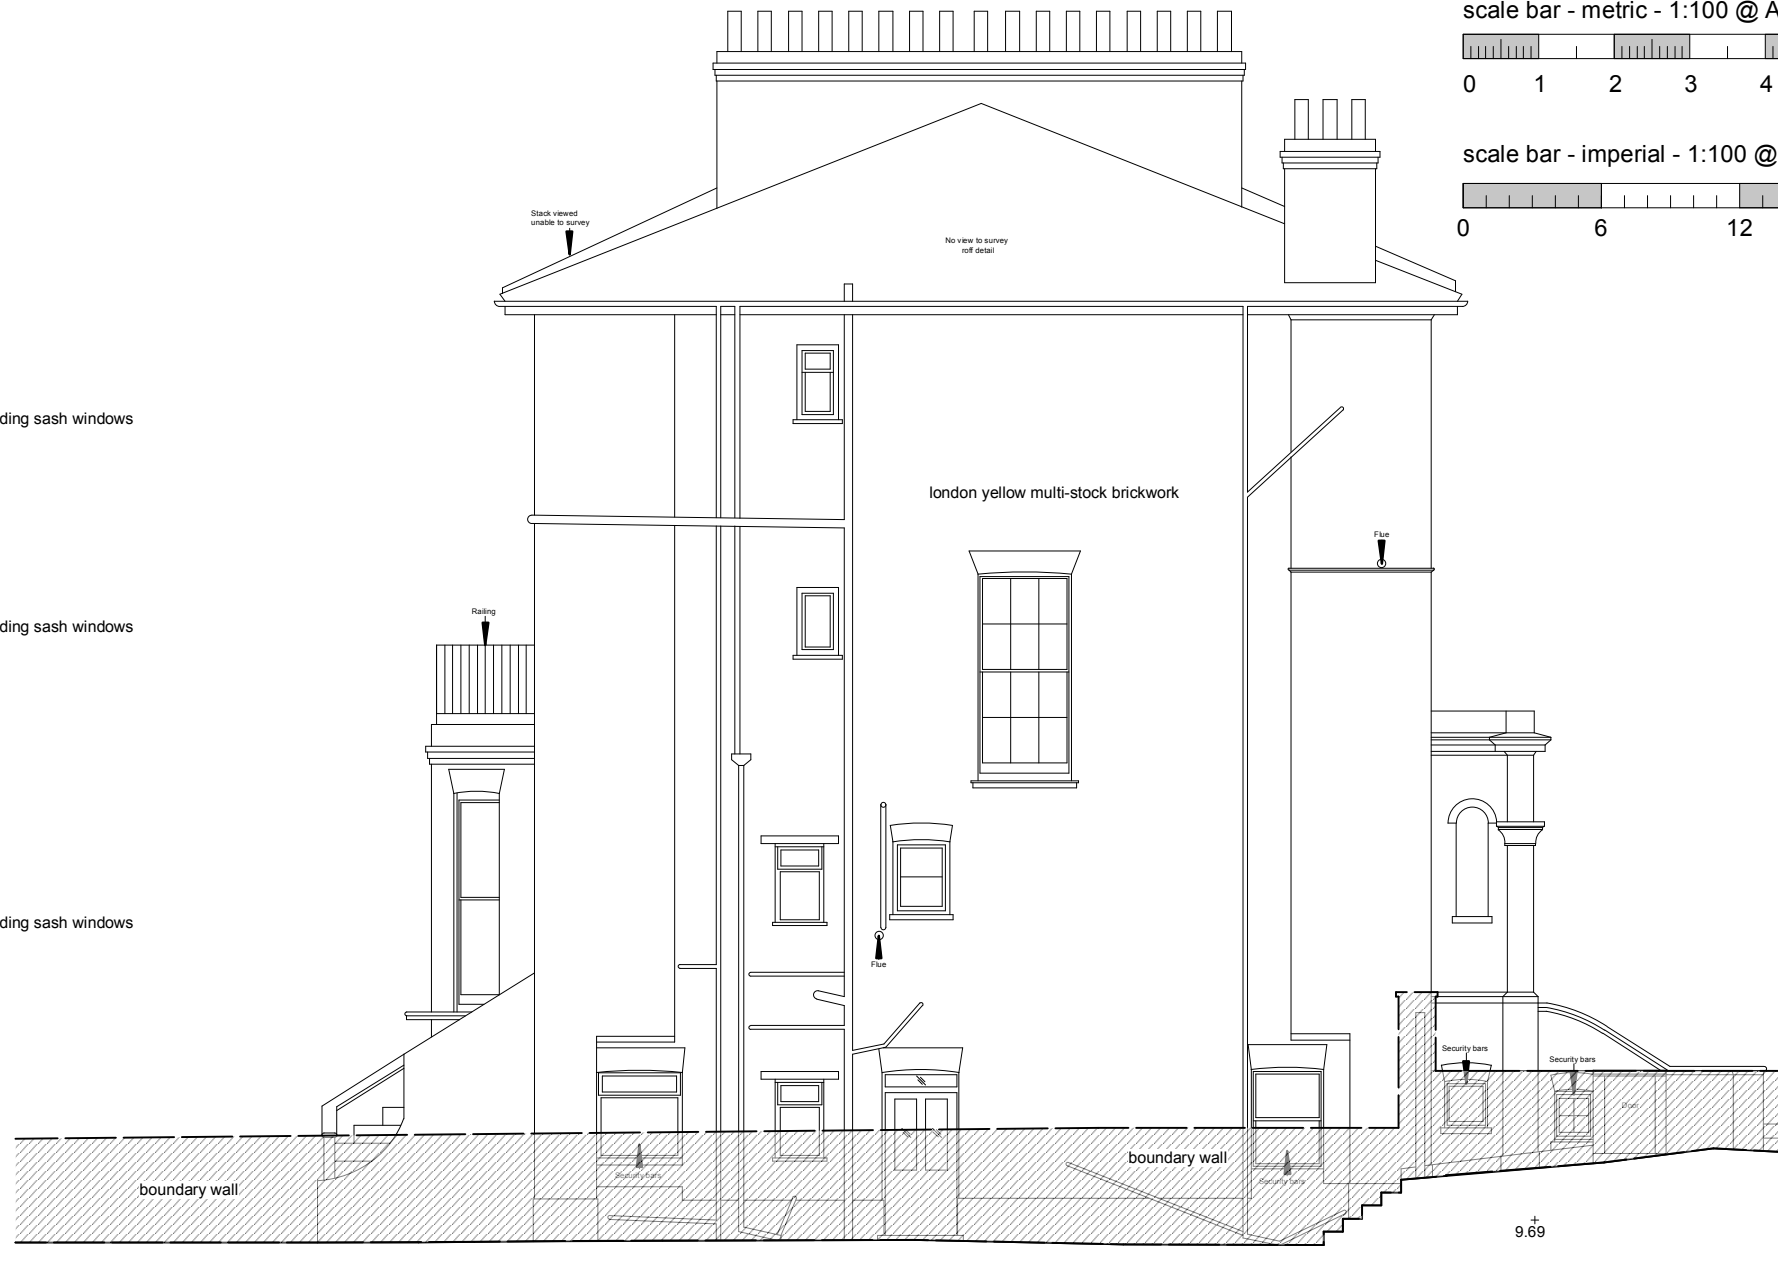 scale bar - metric - 1:100 @ A
0 1 2 3 4
scale bar - imperial - 1:100 @
0 6 12
Stack viewed
unable to survey
No view to survey
roff detail
ding sash windows
london yellow multi-stock brickwork
Flue
Railing
ding sash windows
ding sash windows
Flue
Security bars
Security bars
Door
boundary wall
boundary wall
Security bars
Security bars
9.69